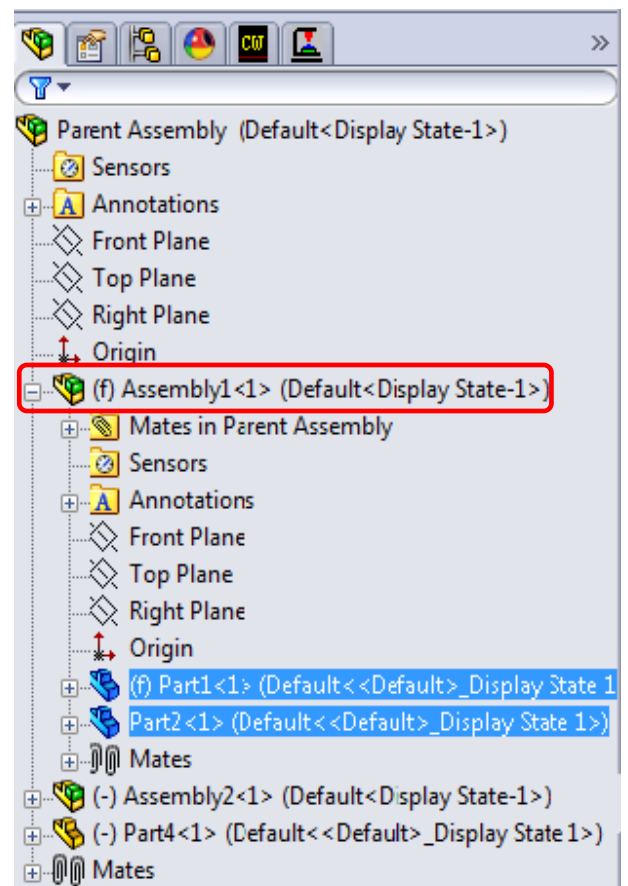 CW
»
Parent Assembly (Default<Display State-1>)
Sensors
A Annotations
Front Plane
Top Plane
Right Plane
Origin
(f) Assembly1<1> (Default<Display State-1>)
Mates in Parent Assembly
Sensors
A Annotations
Front Plane
Top Plane
Right Plane
Origin
(f) Part1<1> (Default<<Default>_Display State 1
Part2<1> (Default<<Default>_Display State 1>)
Mates
(-) Assembly2<1> (Default<Display State-1>)
(-) Part4<1> (Default<<Default>_Display State 1>)
Mates